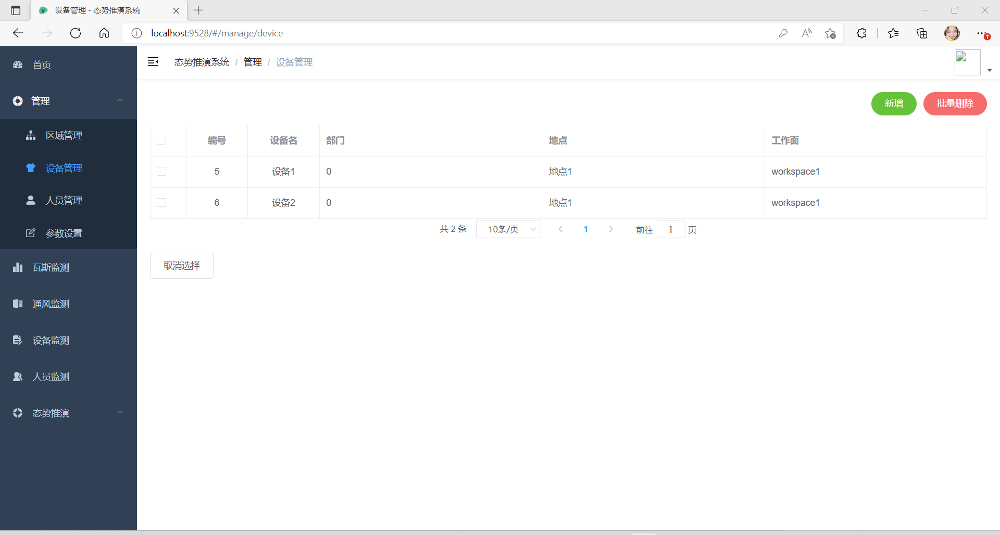 设备管理 - 态势推演系统
localhost:9528/#/manage/device
首页
管理
区域管理
设备管理
人员管理
参数设置
瓦斯监测
通风监测
设备监测
人员监测
态势推演
态势推演系统 / 管理 / 设备管理
新增 批量删除
编号 设备名 部门 地点 工作面
5 设备1 0 地点1 workspace1
6 设备2 0 地点1 workspace1
共 2 条 10条/页 1 前往 1 页
取消选择